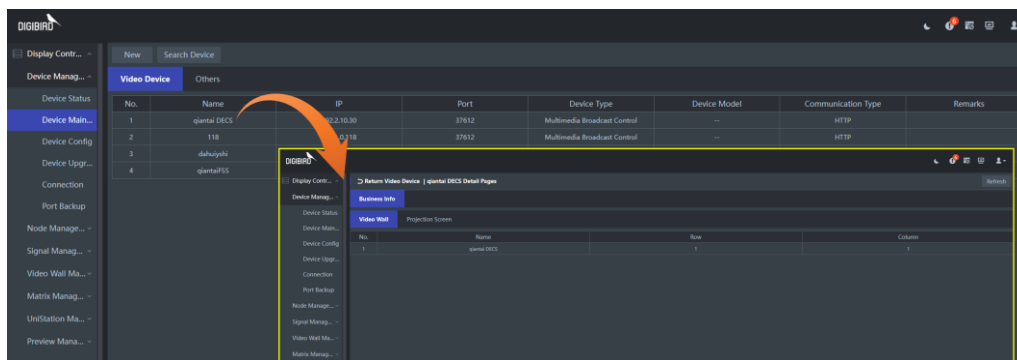 DIGIBIRD
6
Display Contr...
New Search Device
Device Manag...
Video Device Others
Device Status
No. Name IP Port Device Type Device Model Communication Type Remarks
Device Main...
1 qiantai DECS 37612 Multimedia Broadcast Control -- HTTP
Device Config
2 118 37612 Multimedia Broadcast Control -- HTTP
Device Upgr...
3 dahuiyshi
4 qiantaiFSS
Connection
Port Backup
Node Manage...
Signal Manag...
Video Wall Ma...
Matrix Manag...
UniStation Ma...
Preview Mana...
DIGIBIRD
Display Contr...
Return Video Device | qiantai DECS Detail Pages Refresh
Device Manag...
Business Info
Device Status
Video Wall Projection Screen
Device Main...
No. Name Row Column
Device Config
1 qiantai DECS 1 1
Device Upgr...
Connection
Port Backup
Node Manage...
Signal Manag...
Video Wall Ma...
Matrix Manag...